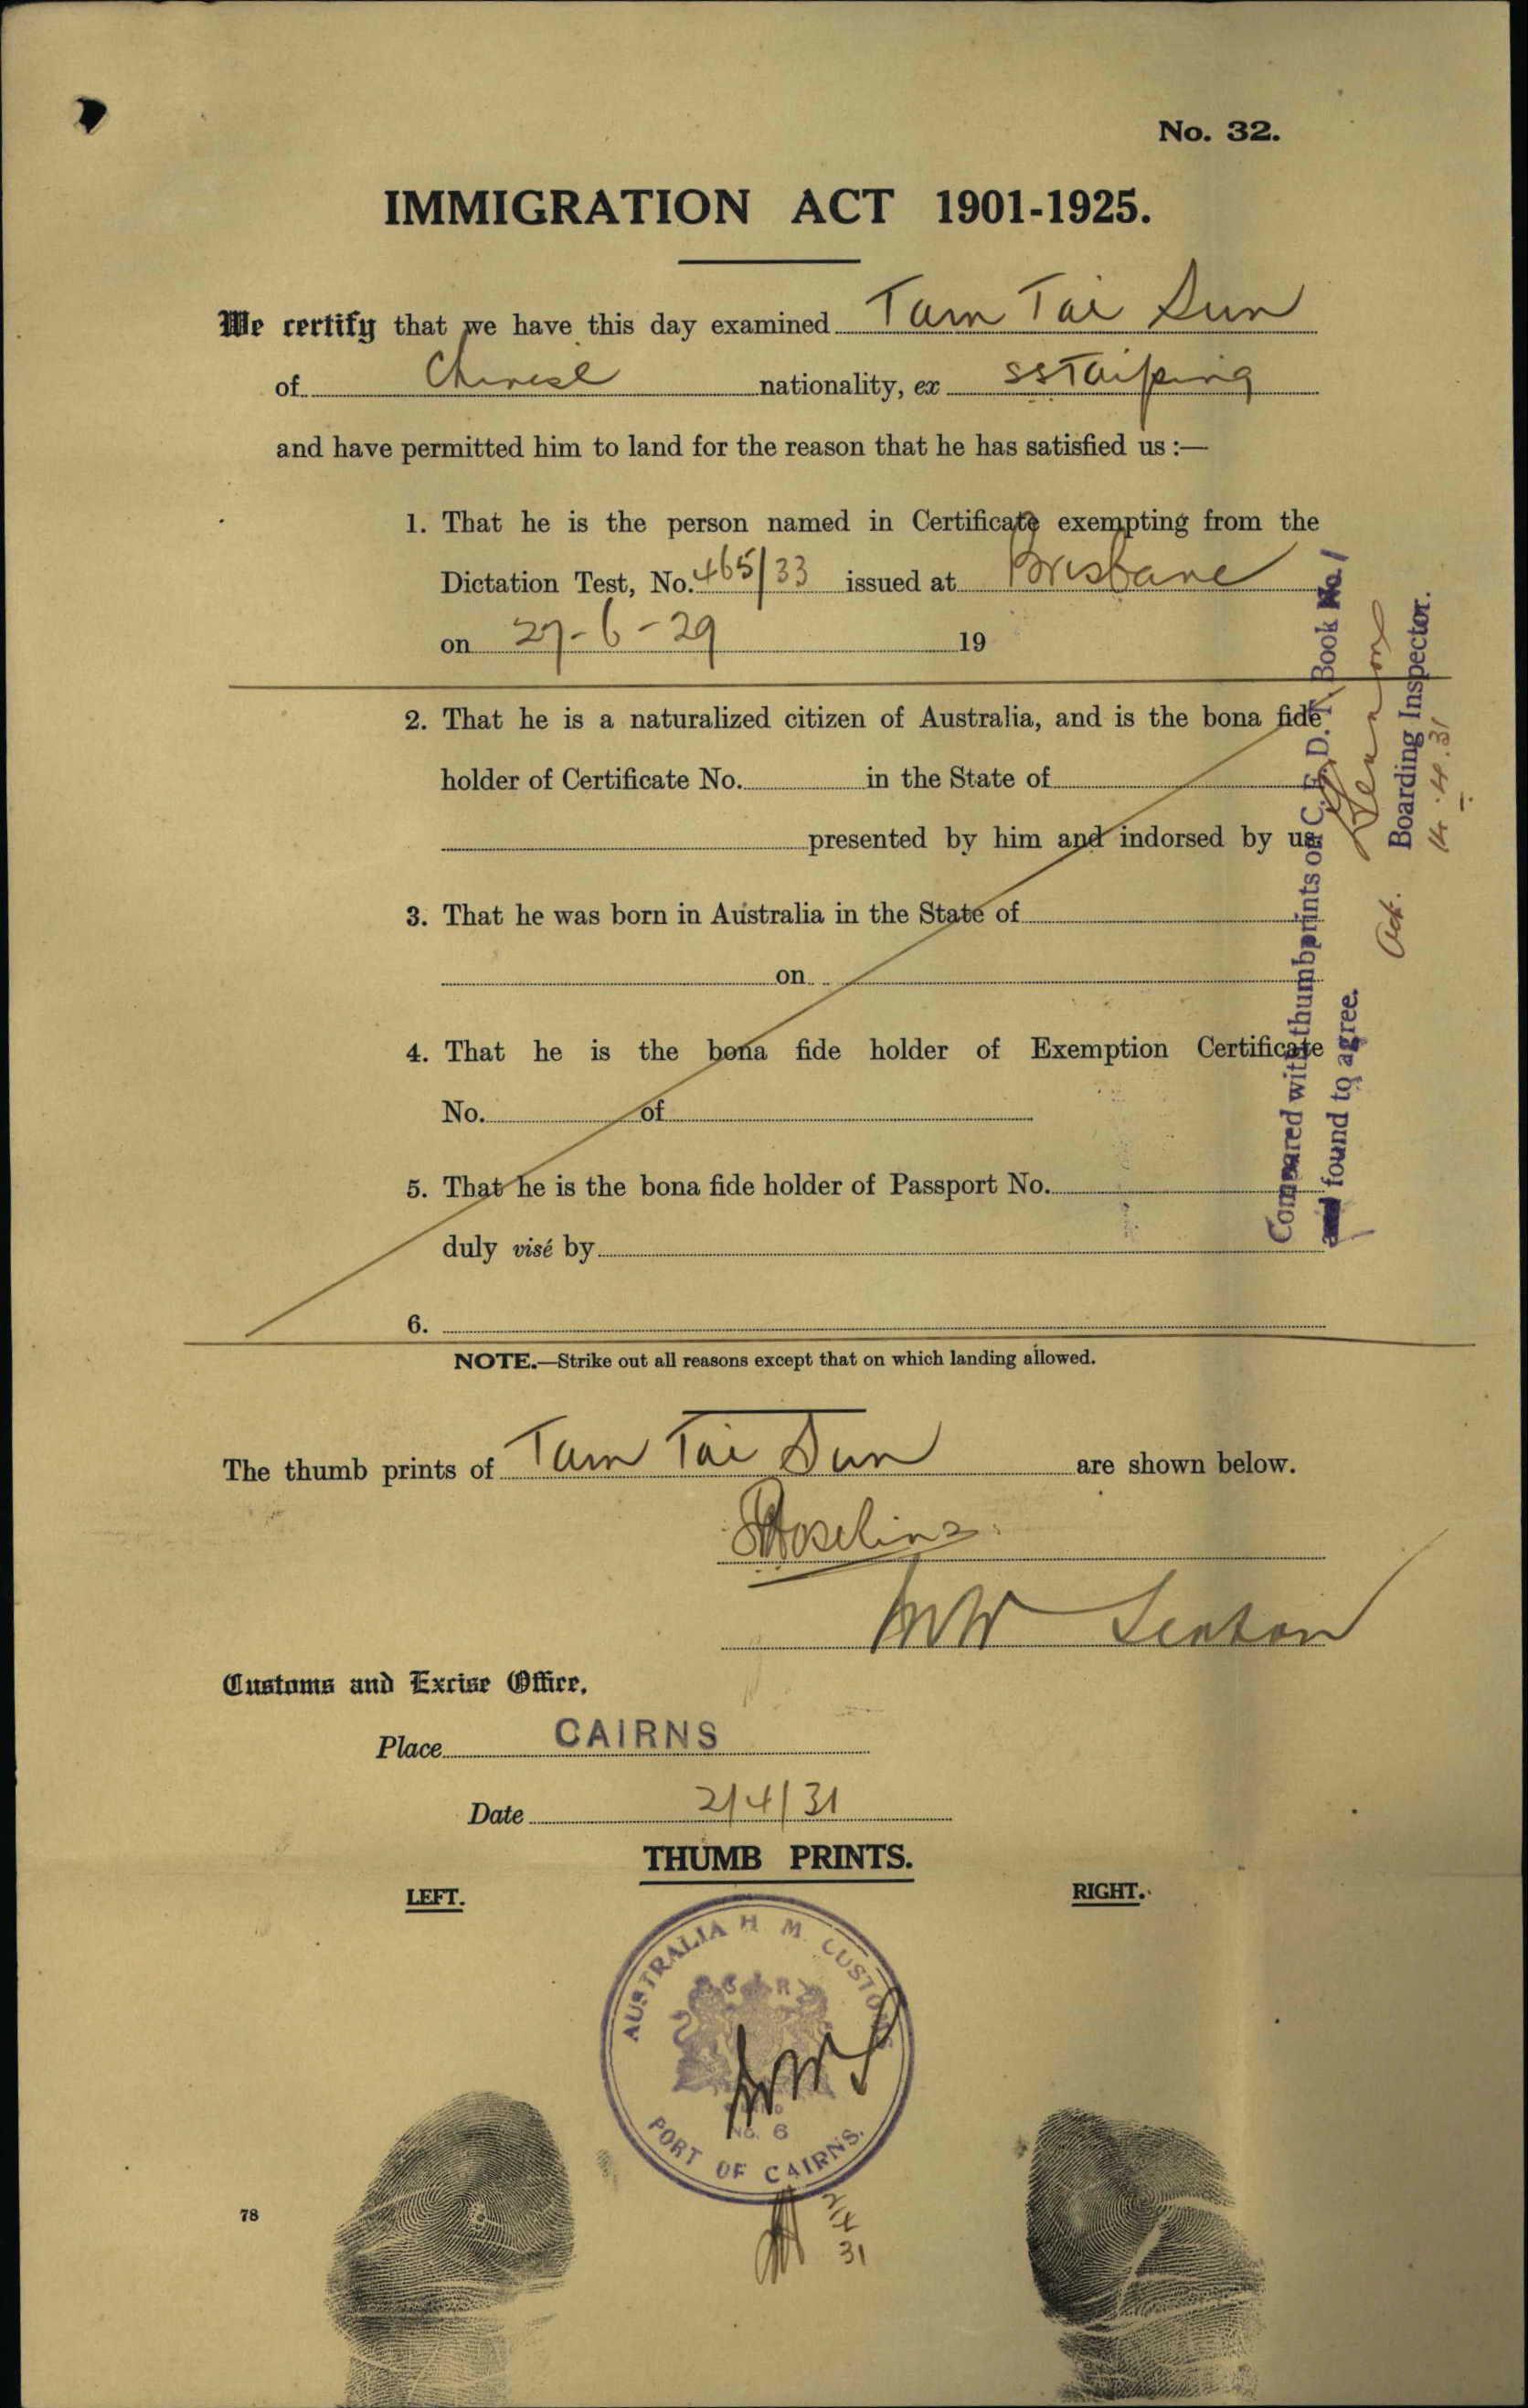 No. 32.
IMMIGRATION ACT 1901-1925.
We certify that we have this day examined Tam Tai Sun
of Chinese nationality, ex ss Taiping
and have permitted him to land for the reason that he has satisfied us :—
1. That he is the person named in Certificate exempting from the
Dictation Test, No. 465/33 issued at Brisbane
on 27-6-29 19
2. That he is a naturalized citizen of Australia, and is the bona fide
holder of Certificate No. in the State of
presented by him and indorsed by us
3. That he was born in Australia in the State of
on
4. That he is the bona fide holder of Exemption Certificate
No. of
5. That he is the bona fide holder of Passport No.
duly visé by
6.
NOTE.—Strike out all reasons except that on which landing allowed.
Compared with thumbprints on C.E.D.T. Book No. 1
and found to agree.
Act. Boarding Inspector.
14.4.31
The thumb prints of Tam Tai Sun are shown below.
Customs and Excise Office,
Place CAIRNS
Date 2/4/31
THUMB PRINTS.
LEFT.
RIGHT.
AUSTRALIA H. M. CUSTOMS
No. 6
PORT OF CAIRNS.
2
4
31
78